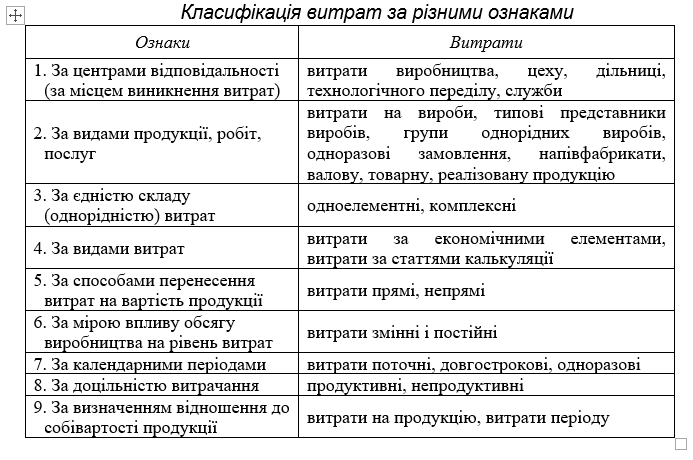 Класифікація витрат за різними ознаками
Ознаки
Витрати
1. За центрами відповідальності
(за місцем виникнення витрат)
витрати виробництва, цеху, дільниці,
технологічного переділу, служби
2. За видами продукції, робіт,
послуг
витрати на вироби, типові представники
виробів, групи однорідних виробів,
одноразові замовлення, напівфабрикати,
валову, товарну, реалізовану продукцію
3. За єдністю складу
(однорідністю) витрат
одноелементні, комплексні
4. За видами витрат
витрати за економічними елементами,
витрати за статтями калькуляції
5. За способами перенесення
витрат на вартість продукції
витрати прямі, непрямі
6. За мірою впливу обсягу
виробництва на рівень витрат
витрати змінні і постійні
7. За календарними періодами
витрати поточні, довгострокові, одноразові
8. За доцільністю витрачання
продуктивні, непродуктивні
9. За визначенням відношення до
собівартості продукції
витрати на продукцію, витрати періоду